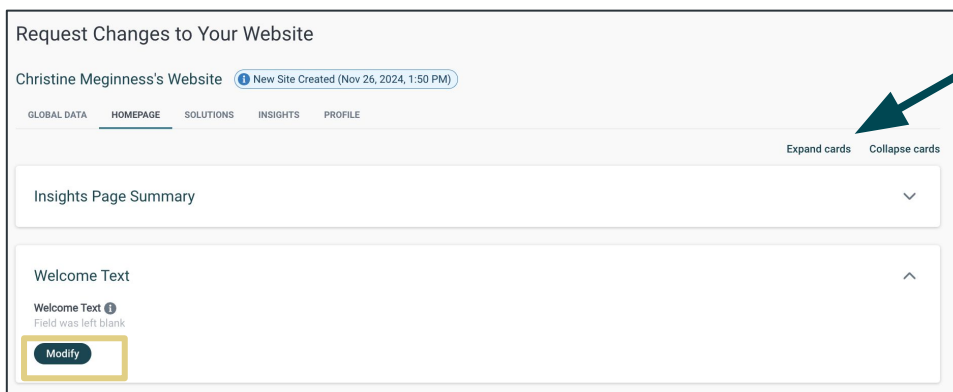 Request Changes to Your Website
Christine Meginness's Website New Site Created (Nov 26, 2024, 1:50 PM)
GLOBAL DATA HOMEPAGE SOLUTIONS INSIGHTS PROFILE
Expand cards Collapse cards
Insights Page Summary
Welcome Text
Welcome Text
Field was left blank
Modify